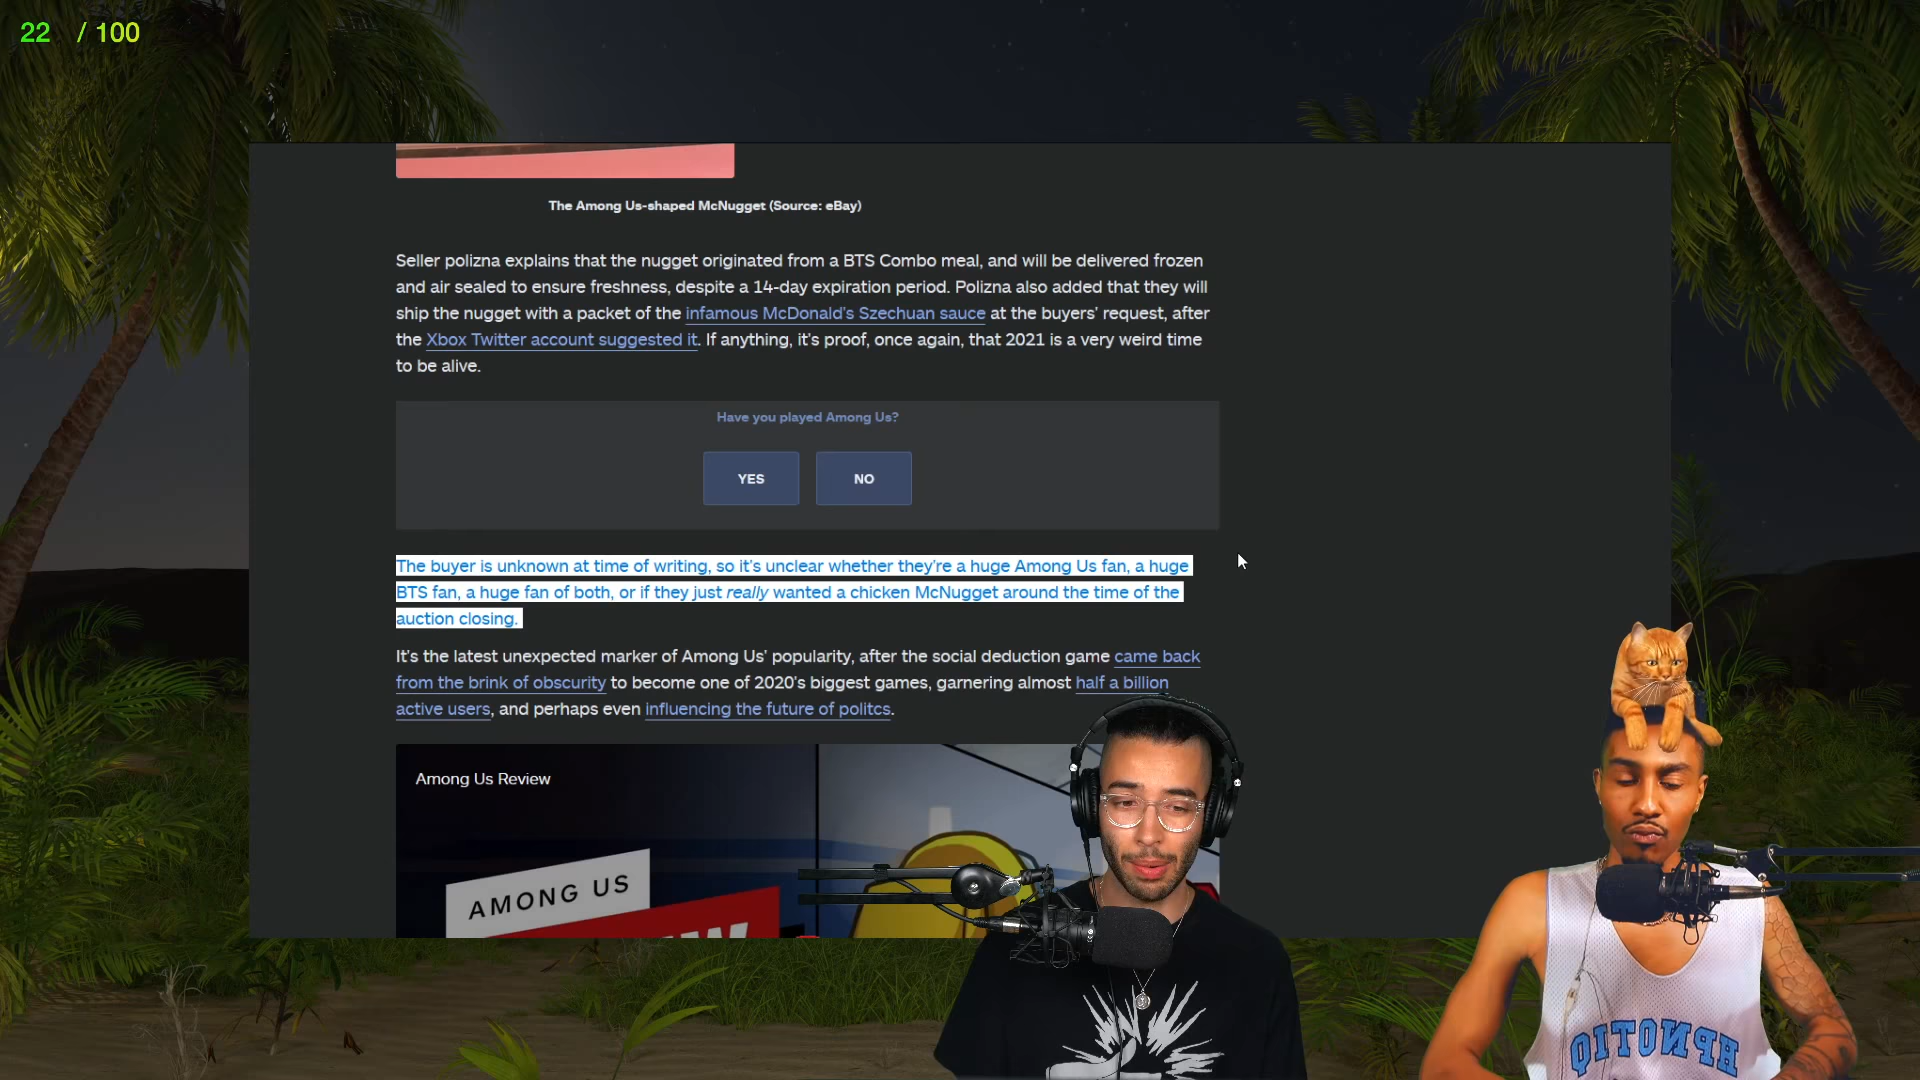 22 / 100
The Among Us-shaped McNugget (Source: eBay)
Seller polizna explains that the nugget originated from a BTS Combo meal, and will be delivered frozen
and air sealed to ensure freshness, despite a 14-day expiration period. Polizna also added that they will
ship the nugget with a packet of the infamous McDonald's Szechuan sauce at the buyers' request, after
the Xbox Twitter account suggested it. If anything, it's proof, once again, that 2021 is a very weird time
to be alive.
Have you played Among Us?
YES NO
The buyer is unknown at time of writing, so it's unclear whether they're a huge Among Us fan, a huge
BTS fan, a huge fan of both, or if they just really wanted a chicken McNugget around the time of the
auction closing.
It's the latest unexpected marker of Among Us' popularity, after the social deduction game came back
from the brink of obscurity to become one of 2020's biggest games, garnering almost half a billion
active users, and perhaps even influencing the future of politcs.
Among Us Review
AMONG US
HPNOTIQ